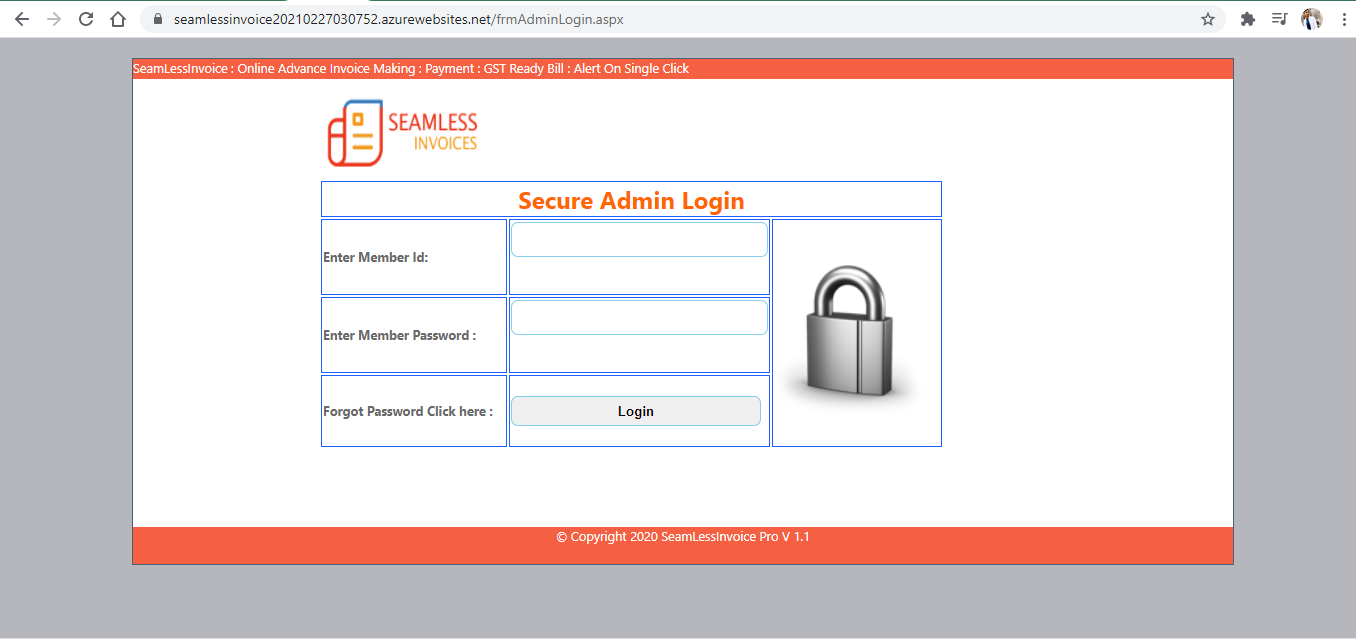 seamlessinvoice20210227030752.azurewebsites.net/frmAdminLogin.aspx
SeamLessInvoice : Online Advance Invoice Making : Payment : GST Ready Bill : Alert On Single Click
SEAMLESS
INVOICES
Secure Admin Login
Enter Member Id:
Enter Member Password :
Forgot Password Click here :
Login
© Copyright 2020 SeamLessInvoice Pro V 1.1